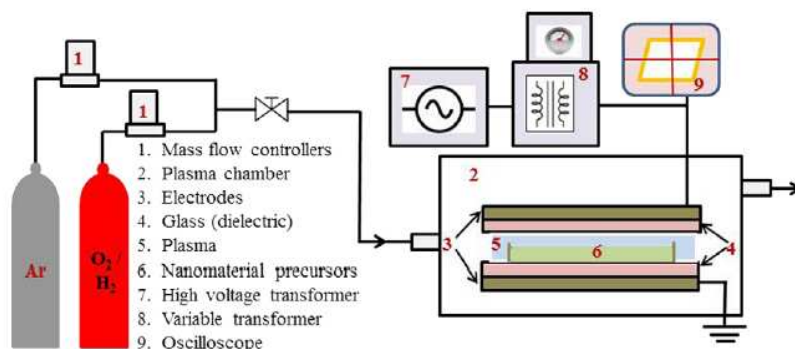 1
1
7
8
9
1. Mass flow controllers
2. Plasma chamber
3. Electrodes
4. Glass (dielectric)
5. Plasma
6. Nanomaterial precursors
7. High voltage transformer
8. Variable transformer
9. Oscilloscope
Ar
O2 /
H2
2
3
5
6
4